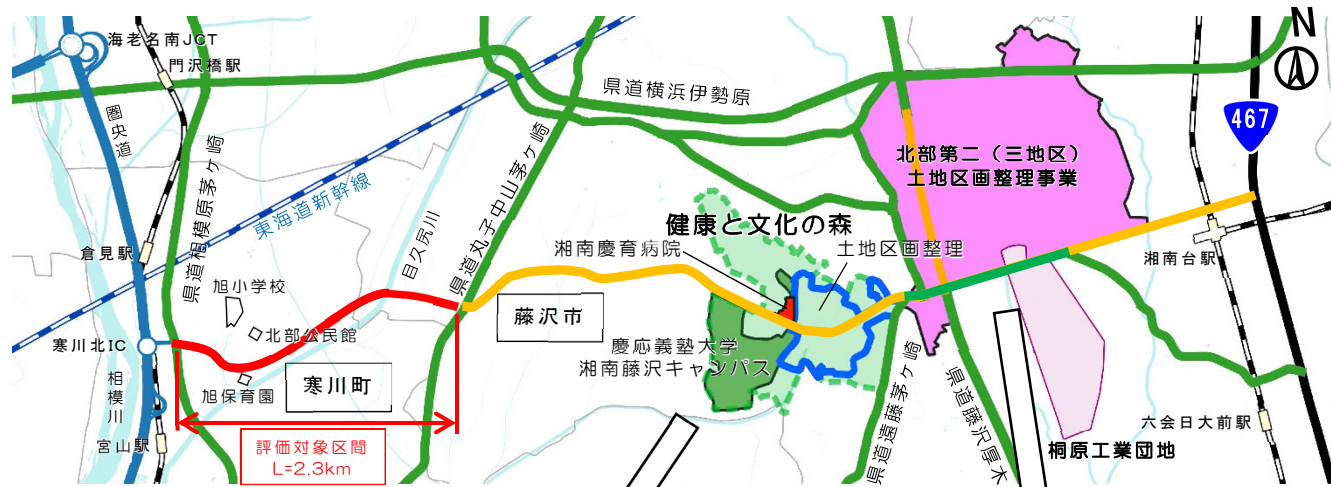 海老名南JCT
門沢橋駅
圏央道
県道相模原茅ヶ崎
東海道新幹線
目久尻川
県道丸子中山茅ヶ崎
県道横浜伊勢原
N
467
北部第二（三地区）
土地区画整理事業
健康と文化の森
湘南慶育病院
土地区画整理
湘南台駅
倉見駅
旭小学校
北部公民館
藤沢市
寒川北IC
慶応義塾大学
湘南藤沢キャンパス
相模川
旭保育園
寒川町
宮山駅
評価対象区間
L=2.3km
県道遠藤茅ヶ崎
県道藤沢厚木
六会日大前駅
桐原工業団地